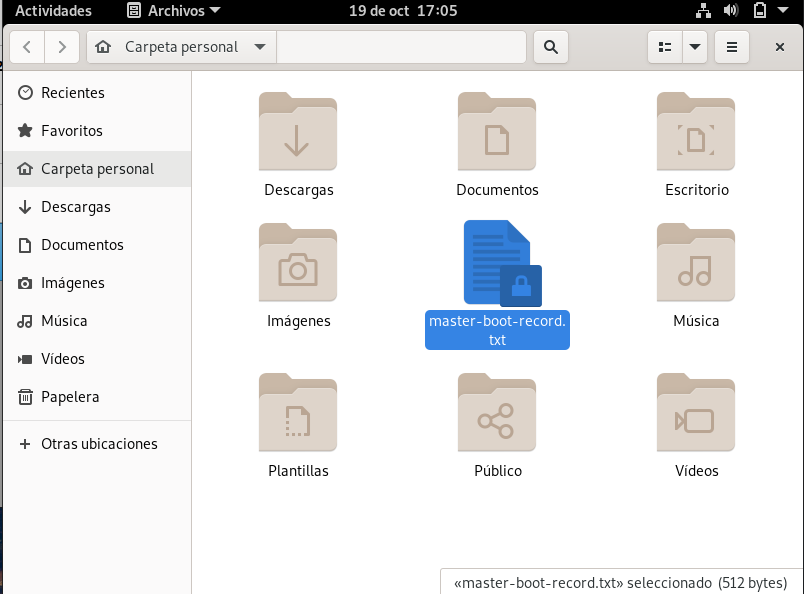 Actividades
Archivos
19 de oct 17:05
Carpeta personal
Recientes
Favoritos
Carpeta personal
Descargas
Documentos
Imágenes
Música
Vídeos
Papelera
Otras ubicaciones
Descargas
Documentos
Escritorio
Imágenes
master-boot-record.
txt
Música
Plantillas
Público
Vídeos
«master-boot-record.txt» seleccionado (512 bytes)